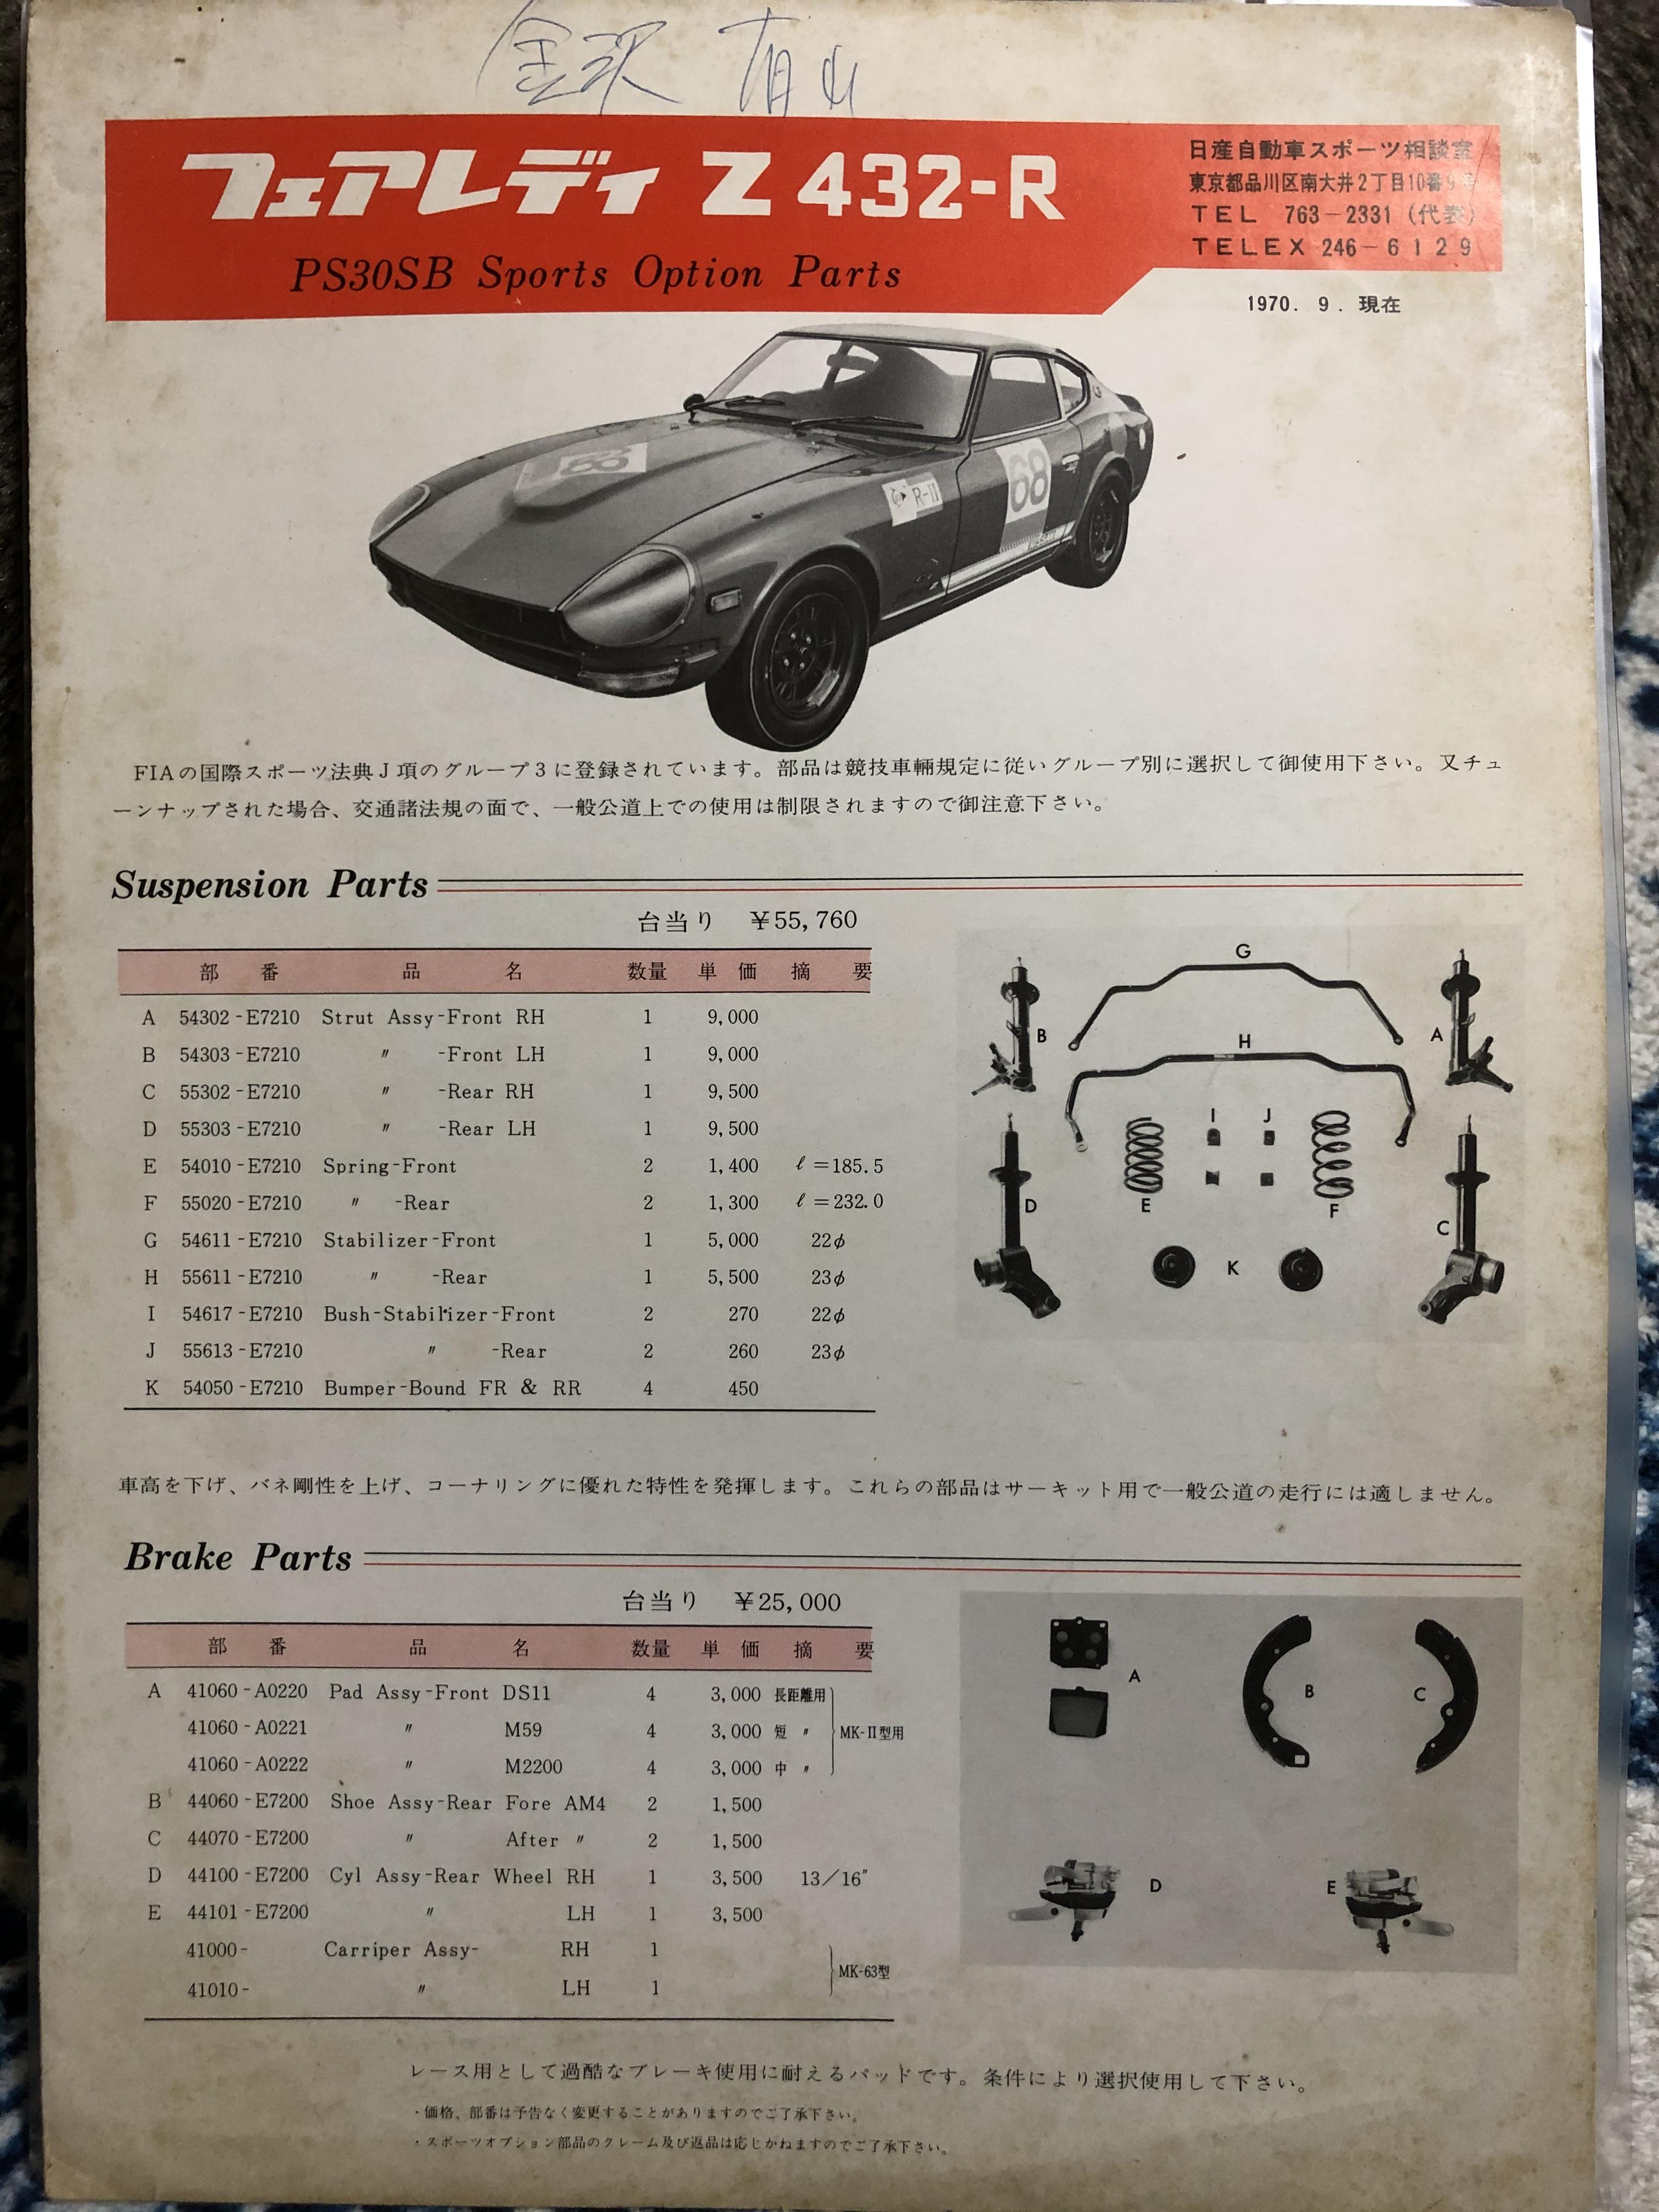 金沢 有山
フェアレディ Z 432-R
PS30SB Sports Option Parts
日産自動車スポーツ相談室
東京都品川区南大井2丁目10番9号
TEL 763-2331 (代表)
TELEX 246-6129
1970. 9. 現在
68
R-II
68
FIAの国際スポーツ法典J項のグループ3に登録されています。部品は競技車輛規定に従いグループ別に選択して御使用下さい。又チュ
ーンナップされた場合、交通諸法規の面で、一般公道上での使用は制限されますので御注意下さい。
Suspension Parts
台当り ¥55,760
部番 品名 数量 単価 摘要
A 54302-E7210 Strut Assy-Front RH 1 9,000
B 54303-E7210 〃 -Front LH 1 9,000
C 55302-E7210 〃 -Rear RH 1 9,500
D 55303-E7210 〃 -Rear LH 1 9,500
E 54010-E7210 Spring-Front 2 1,400 ℓ=185.5
F 55020-E7210 〃 -Rear 2 1,300 ℓ=232.0
G 54611-E7210 Stabilizer-Front 1 5,000 22φ
H 55611-E7210 〃 -Rear 1 5,500 23φ
I 54617-E7210 Bush-Stabilizer-Front 2 270 22φ
J 55613-E7210 〃 -Rear 2 260 23φ
K 54050-E7210 Bumper-Bound FR & RR 4 450
G
B A
H
I J
D E F C
K
車高を下げ、バネ剛性を上げ、コーナリングに優れた特性を発揮します。これらの部品はサーキット用で一般公道の走行には適しません。
Brake Parts
台当り ¥25,000
部番 品名 数量 単価 摘要
A 41060-A0220 Pad Assy-Front DS11 4 3,000 長距離用
41060-A0221 〃 M59 4 3,000 短 〃 MK-II型用
41060-A0222 〃 M2200 4 3,000 中 〃
B 44060-E7200 Shoe Assy-Rear Fore AM4 2 1,500
C 44070-E7200 〃 After 〃 2 1,500
D 44100-E7200 Cyl Assy-Rear Wheel RH 1 3,500 13/16″
E 44101-E7200 〃 LH 1 3,500
41000- Carriper Assy- RH 1
MK-63型
41010- 〃 LH 1
A B C
D E
レース用として過酷なブレーキ使用に耐えるパッドです。条件により選択使用して下さい。
・価格、部番は予告なく変更することがありますのでご了承下さい。
・スポーツオプション部品のクレーム及び返品は応じかねますのでご了承下さい。